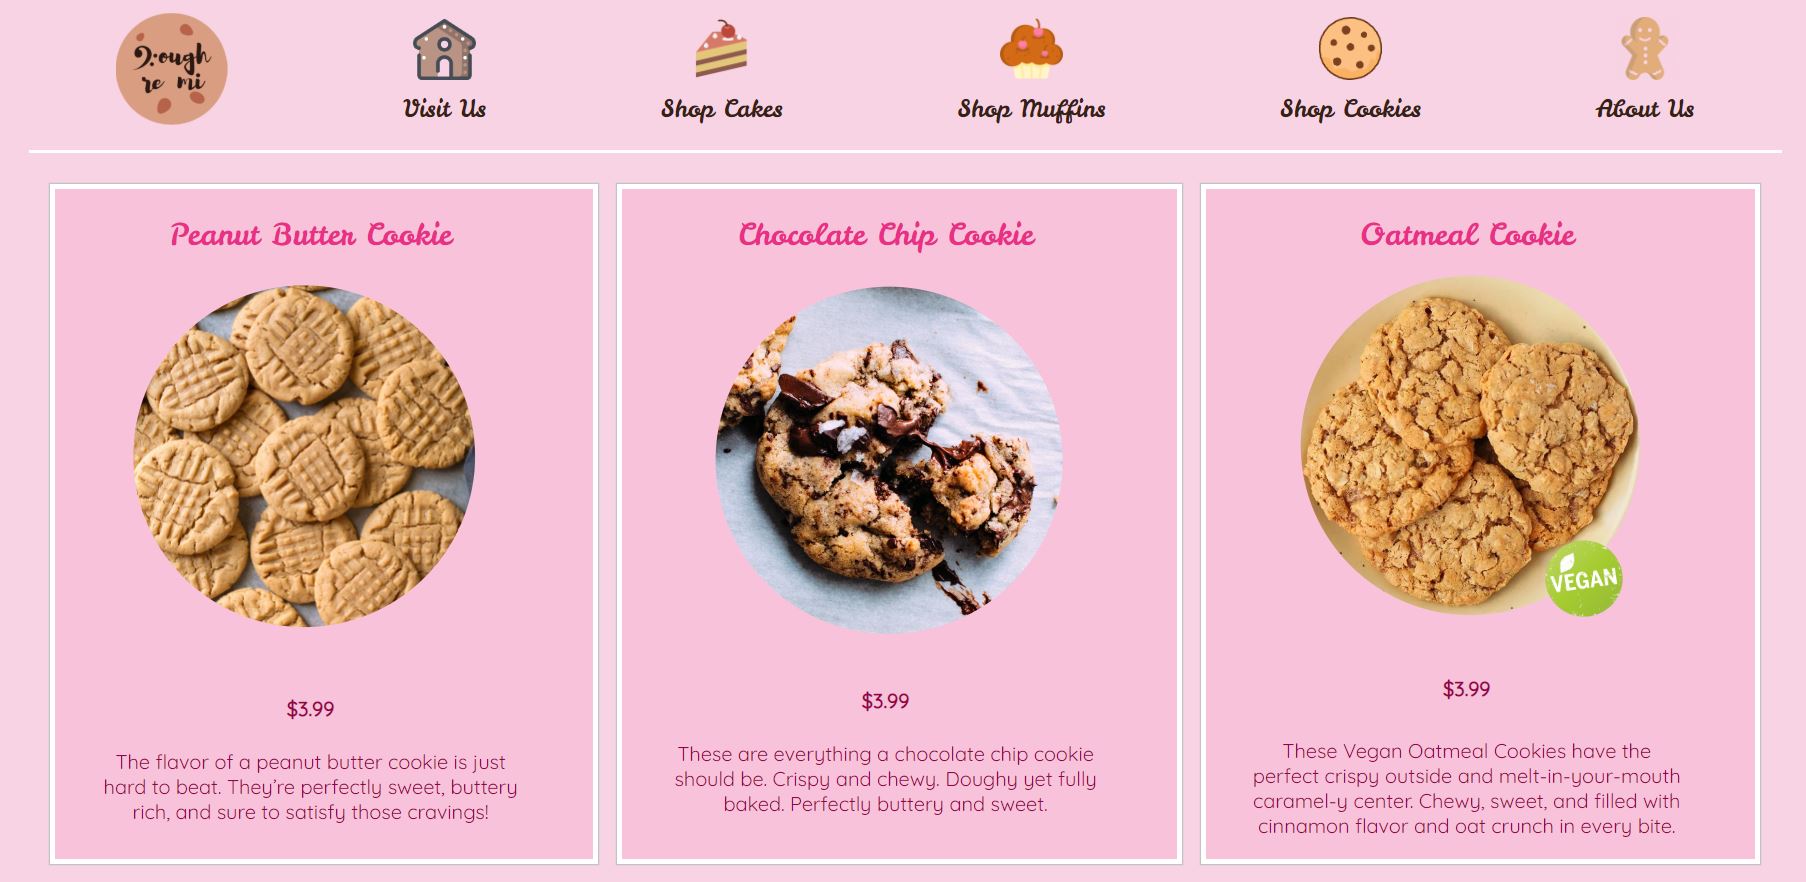 Dough
re mi
Visit Us
Shop Cakes
Shop Muffins
Shop Cookies
About Us
Peanut Butter Cookie
$3.99
The flavor of a peanut butter cookie is just
hard to beat. They’re perfectly sweet, buttery
rich, and sure to satisfy those cravings!
Chocolate Chip Cookie
$3.99
These are everything a chocolate chip cookie
should be. Crispy and chewy. Doughy yet fully
baked. Perfectly buttery and sweet.
Oatmeal Cookie
VEGAN
$3.99
These Vegan Oatmeal Cookies have the
perfect crispy outside and melt-in-your-mouth
caramel-y center. Chewy, sweet, and filled with
cinnamon flavor and oat crunch in every bite.